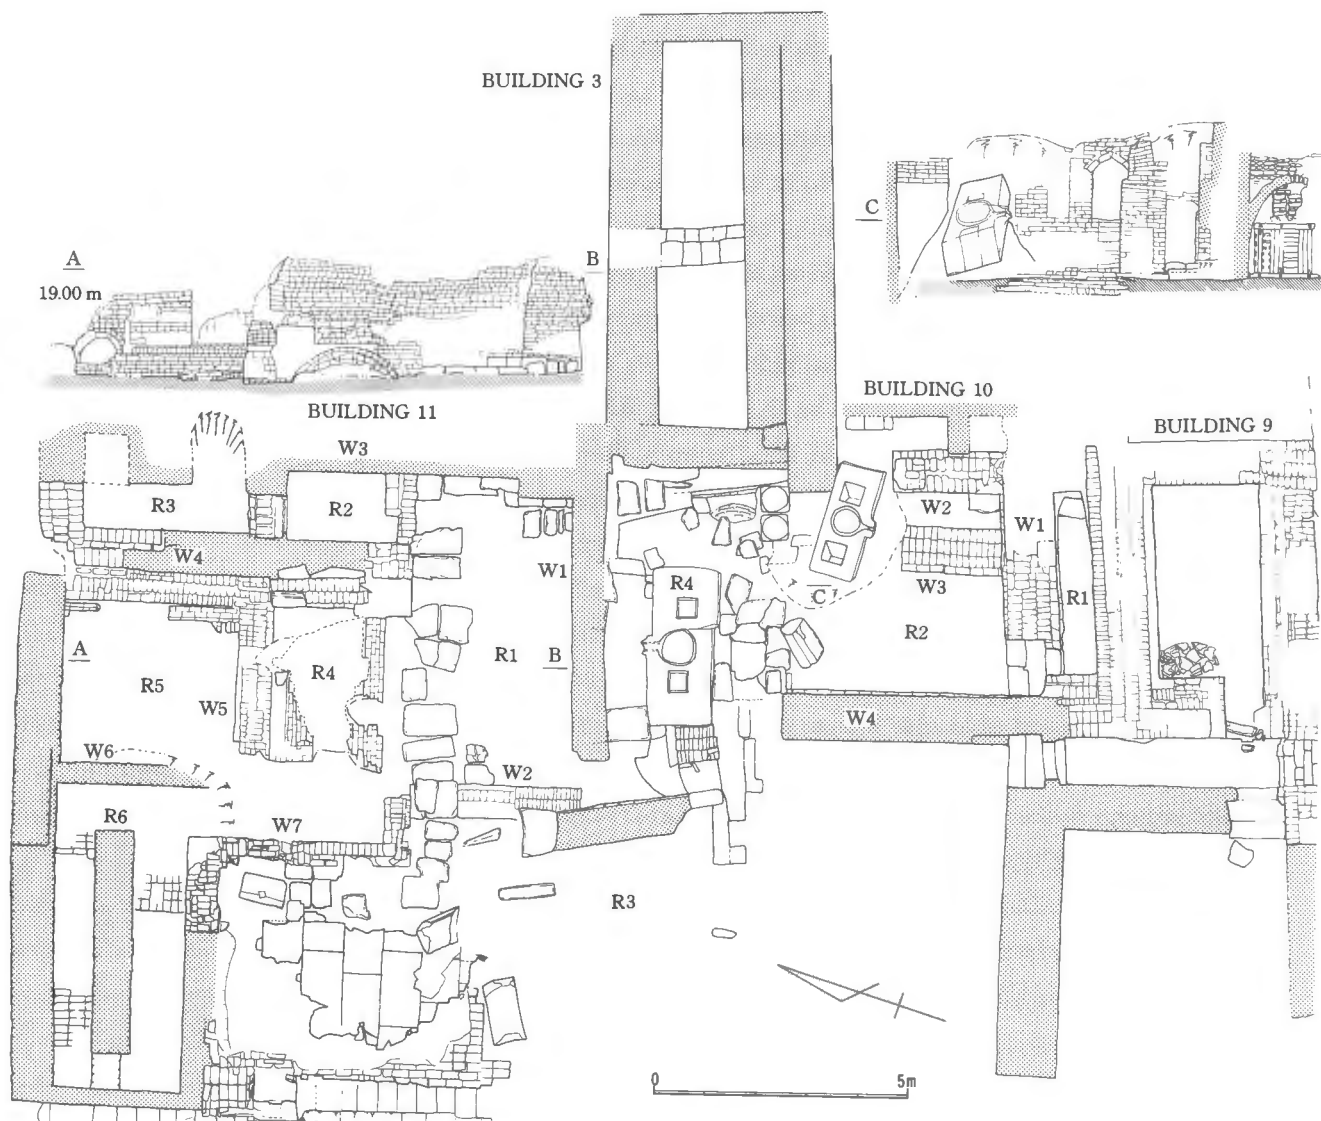 BUILDING 3
C
A
B
19.00 m
BUILDING 10
BUILDING 11
BUILDING 9
W3
R3
R2
W2
W1
W4
W1
R4
C
W3
R1
R2
A
R1
B
R4
R5
W5
W4
W6
W2
R6
W7
R3
0
5m